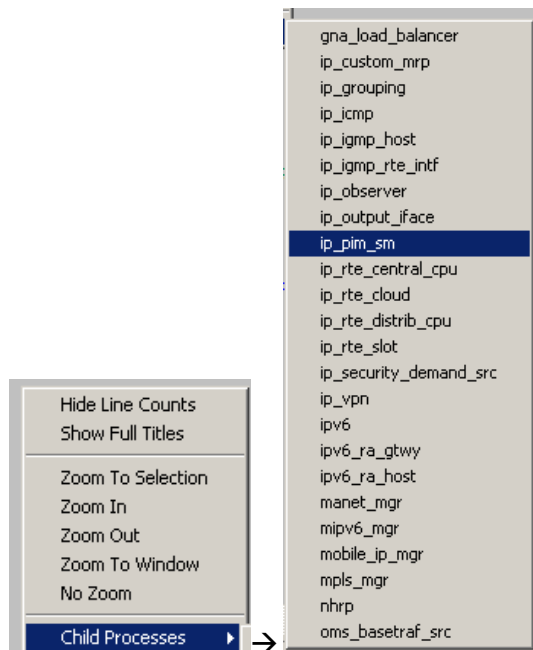 Hide Line Counts
Show Full Titles
Zoom To Selection
Zoom In
Zoom Out
Zoom To Window
No Zoom
Child Processes
gna_load_balancer
ip_custom_mrp
ip_grouping
ip_icmp
ip_igmp_host
ip_igmp_rte_intf
ip_observer
ip_output_iface
ip_pim_sm
ip_rte_central_cpu
ip_rte_cloud
ip_rte_distrib_cpu
ip_rte_slot
ip_security_demand_src
ip_vpn
ipv6
ipv6_ra_gtwy
ipv6_ra_host
manet_mgr
mipv6_mgr
mobile_ip_mgr
mpls_mgr
nhrp
oms_basetraf_src